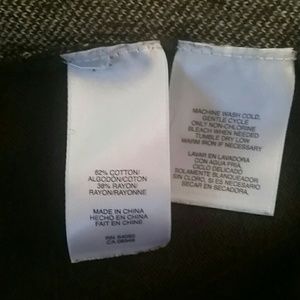 62% COTTON/
ALGODÓN/COTON
38% RAYON/
RAYON/RAYONNE
MADE IN CHINA
HECHO EN CHINA
FAIT EN CHINE
MACHINE WASH COLD,
GENTLE CYCLE
ONLY NON-CHLORINE
BLEACH WHEN NEEDED
TUMBLE DRY LOW
WARM IRON IF NECESSARY
LAVAR EN LAVADORA
CON AGUA FRIA
CICLO DELICADO
SOLAMENTE BLANQUEADOR
SIN CLORO, SI ES NECESARIO
SECAR EN SECADORA,